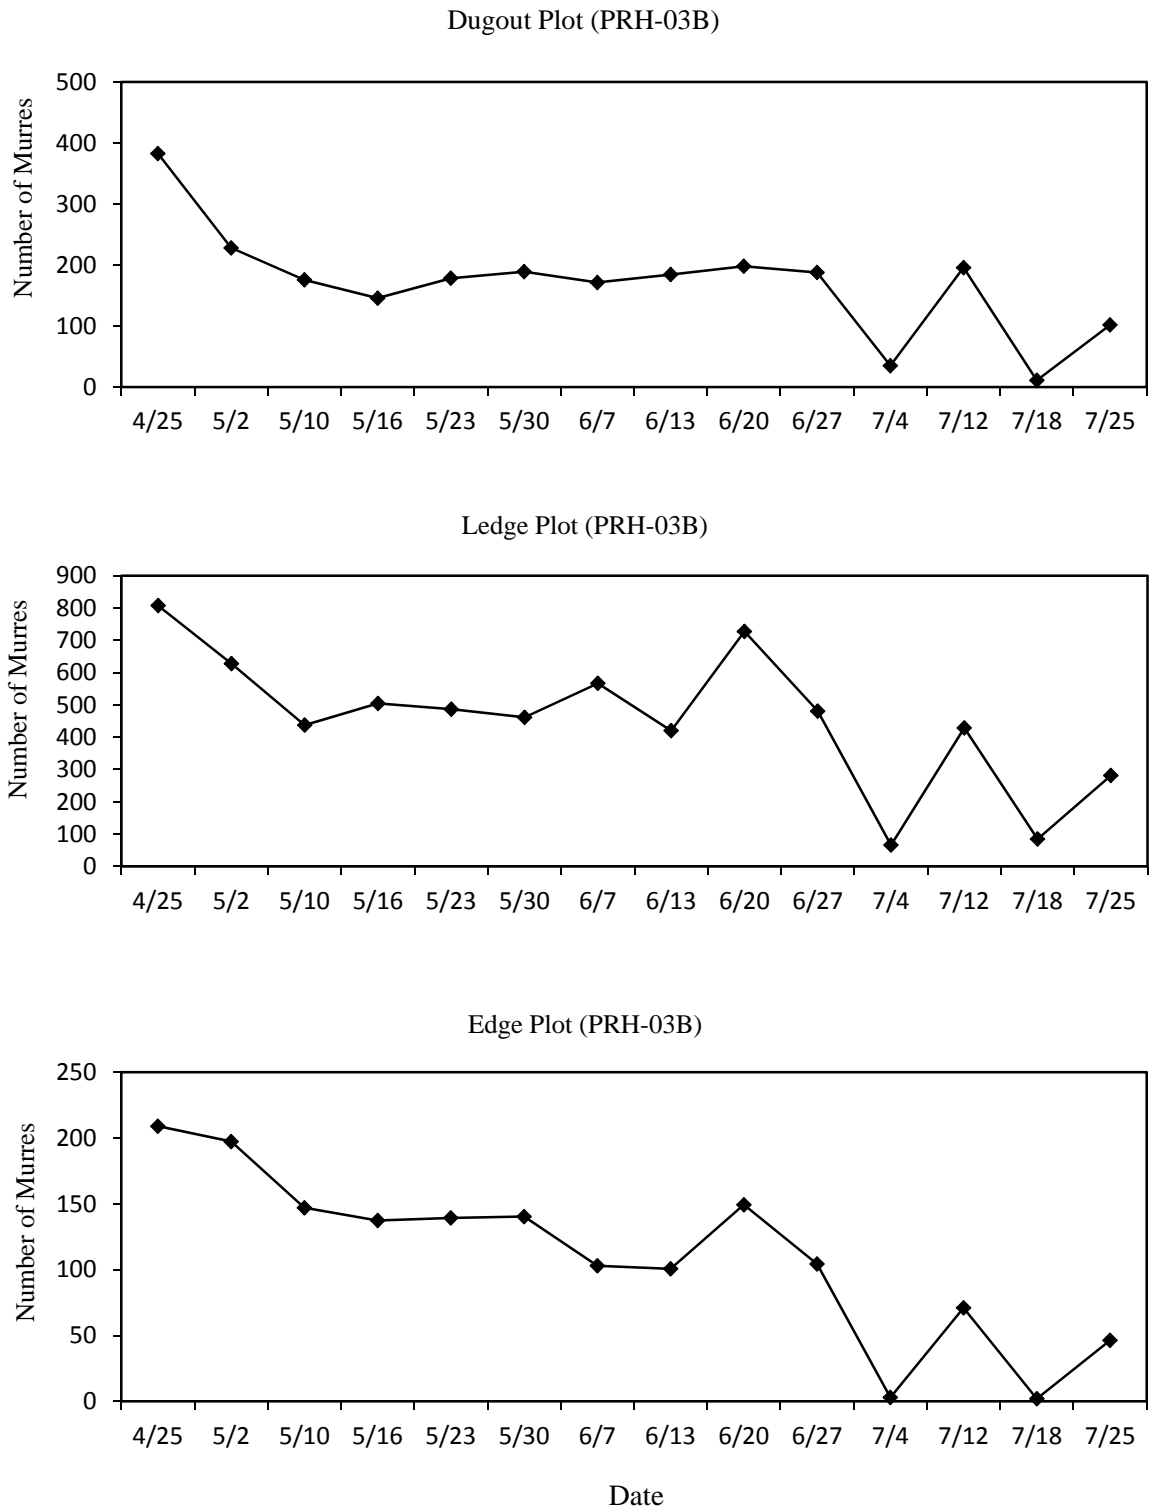 Dugout Plot (PRH-03B)
Number of Murres
500
400
300
200
100
0
4/25 5/2 5/10 5/16 5/23 5/30 6/7 6/13 6/20 6/27 7/4 7/12 7/18 7/25
Ledge Plot (PRH-03B)
Number of Murres
900
800
700
600
500
400
300
200
100
0
4/25 5/2 5/10 5/16 5/23 5/30 6/7 6/13 6/20 6/27 7/4 7/12 7/18 7/25
Edge Plot (PRH-03B)
Number of Murres
250
200
150
100
50
0
4/25 5/2 5/10 5/16 5/23 5/30 6/7 6/13 6/20 6/27 7/4 7/12 7/18 7/25
Date